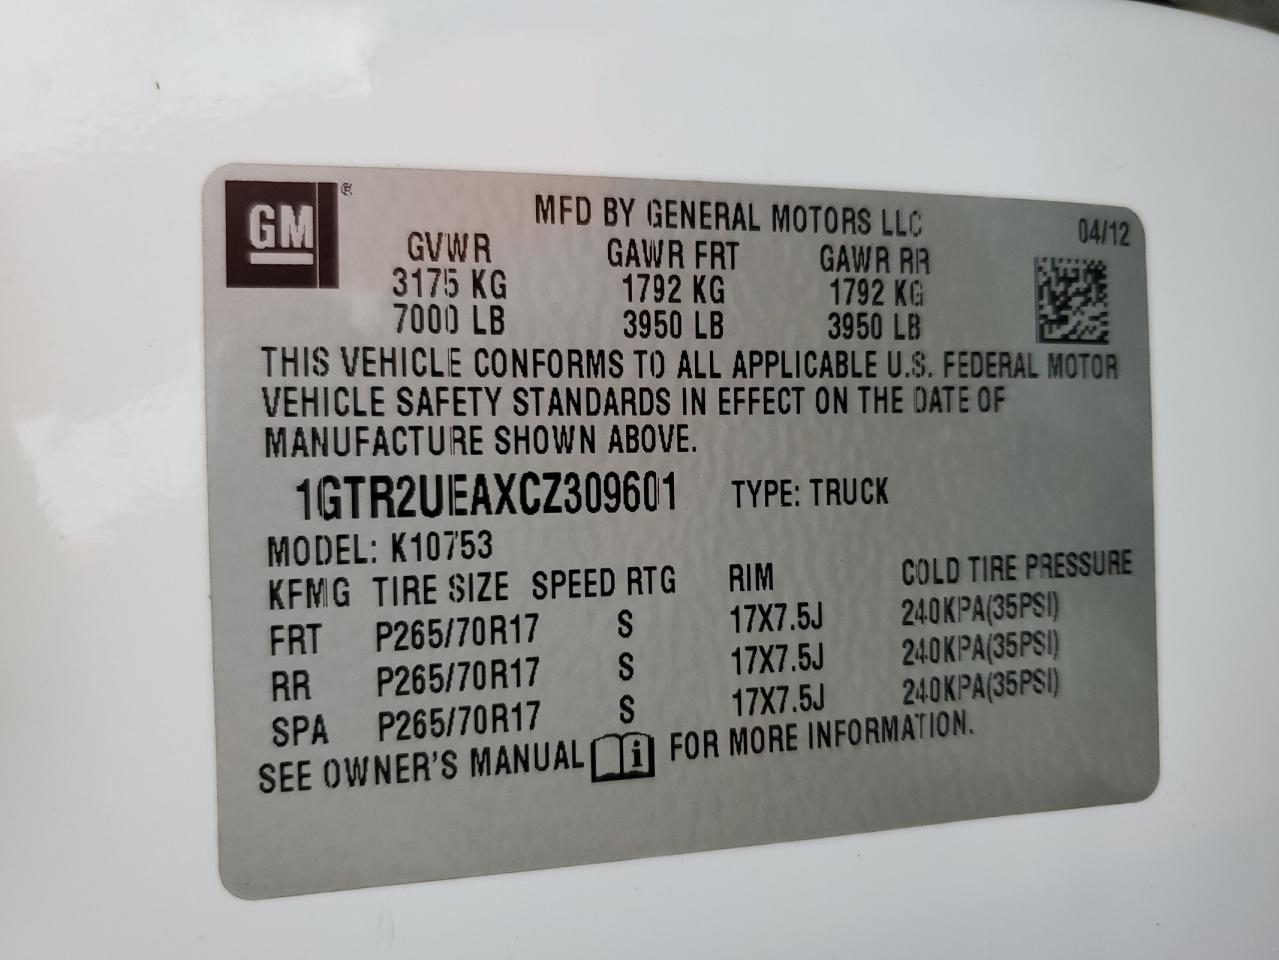 GM ®
MFD BY GENERAL MOTORS LLC 04/12
GVWR GAWR FRT GAWR RR
3175 KG 1792 KG 1792 KG
7000 LB 3950 LB 3950 LB
THIS VEHICLE CONFORMS TO ALL APPLICABLE U.S. FEDERAL MOTOR
VEHICLE SAFETY STANDARDS IN EFFECT ON THE DATE OF
MANUFACTURE SHOWN ABOVE.
1GTR2UEAXCZ309601 TYPE: TRUCK
MODEL: K10753
KFMG TIRE SIZE SPEED RTG RIM COLD TIRE PRESSURE
FRT P265/70R17 S 17X7.5J 240KPA(35PSI)
RR P265/70R17 S 17X7.5J 240KPA(35PSI)
SPA P265/70R17 S 17X7.5J 240KPA(35PSI)
SEE OWNER'S MANUAL i FOR MORE INFORMATION.